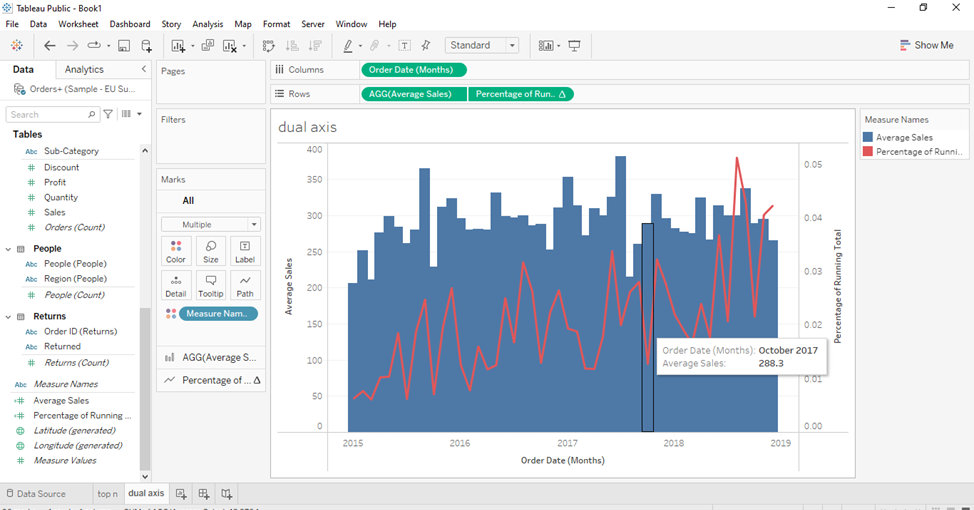 Tableau Public - Book1
File Data Worksheet Dashboard Story Analysis Map Format Server Window Help
Standard
Show Me
Data Analytics
Orders+ (Sample - EU Su...
Search
Tables
Abc Sub-Category
Discount
Profit
Quantity
Sales
Orders (Count)
People
Abc People (People)
Abc Region (People)
People (Count)
Returns
Abc Order ID (Returns)
Abc Returned
Returns (Count)
Abc Measure Names
Average Sales
Percentage of Running ...
Latitude (generated)
Longitude (generated)
Measure Values
Pages
Filters
Marks
All
Multiple
Color Size Label
Detail Tooltip Path
Measure Nam..
AGG(Average S...
Percentage of ... Δ
Columns Order Date (Months)
Rows AGG(Average Sales) Percentage of Run.. Δ
dual axis
400
350
300
250
200
150
100
50
0
Average Sales
2015 2016 2017 2018 2019
Order Date (Months)
0.05
0.04
0.03
0.02
0.01
0.00
Percentage of Running Total
Order Date (Months): October 2017
Average Sales: 288.3
Measure Names
Average Sales
Percentage of Runni..
Data Source top n dual axis